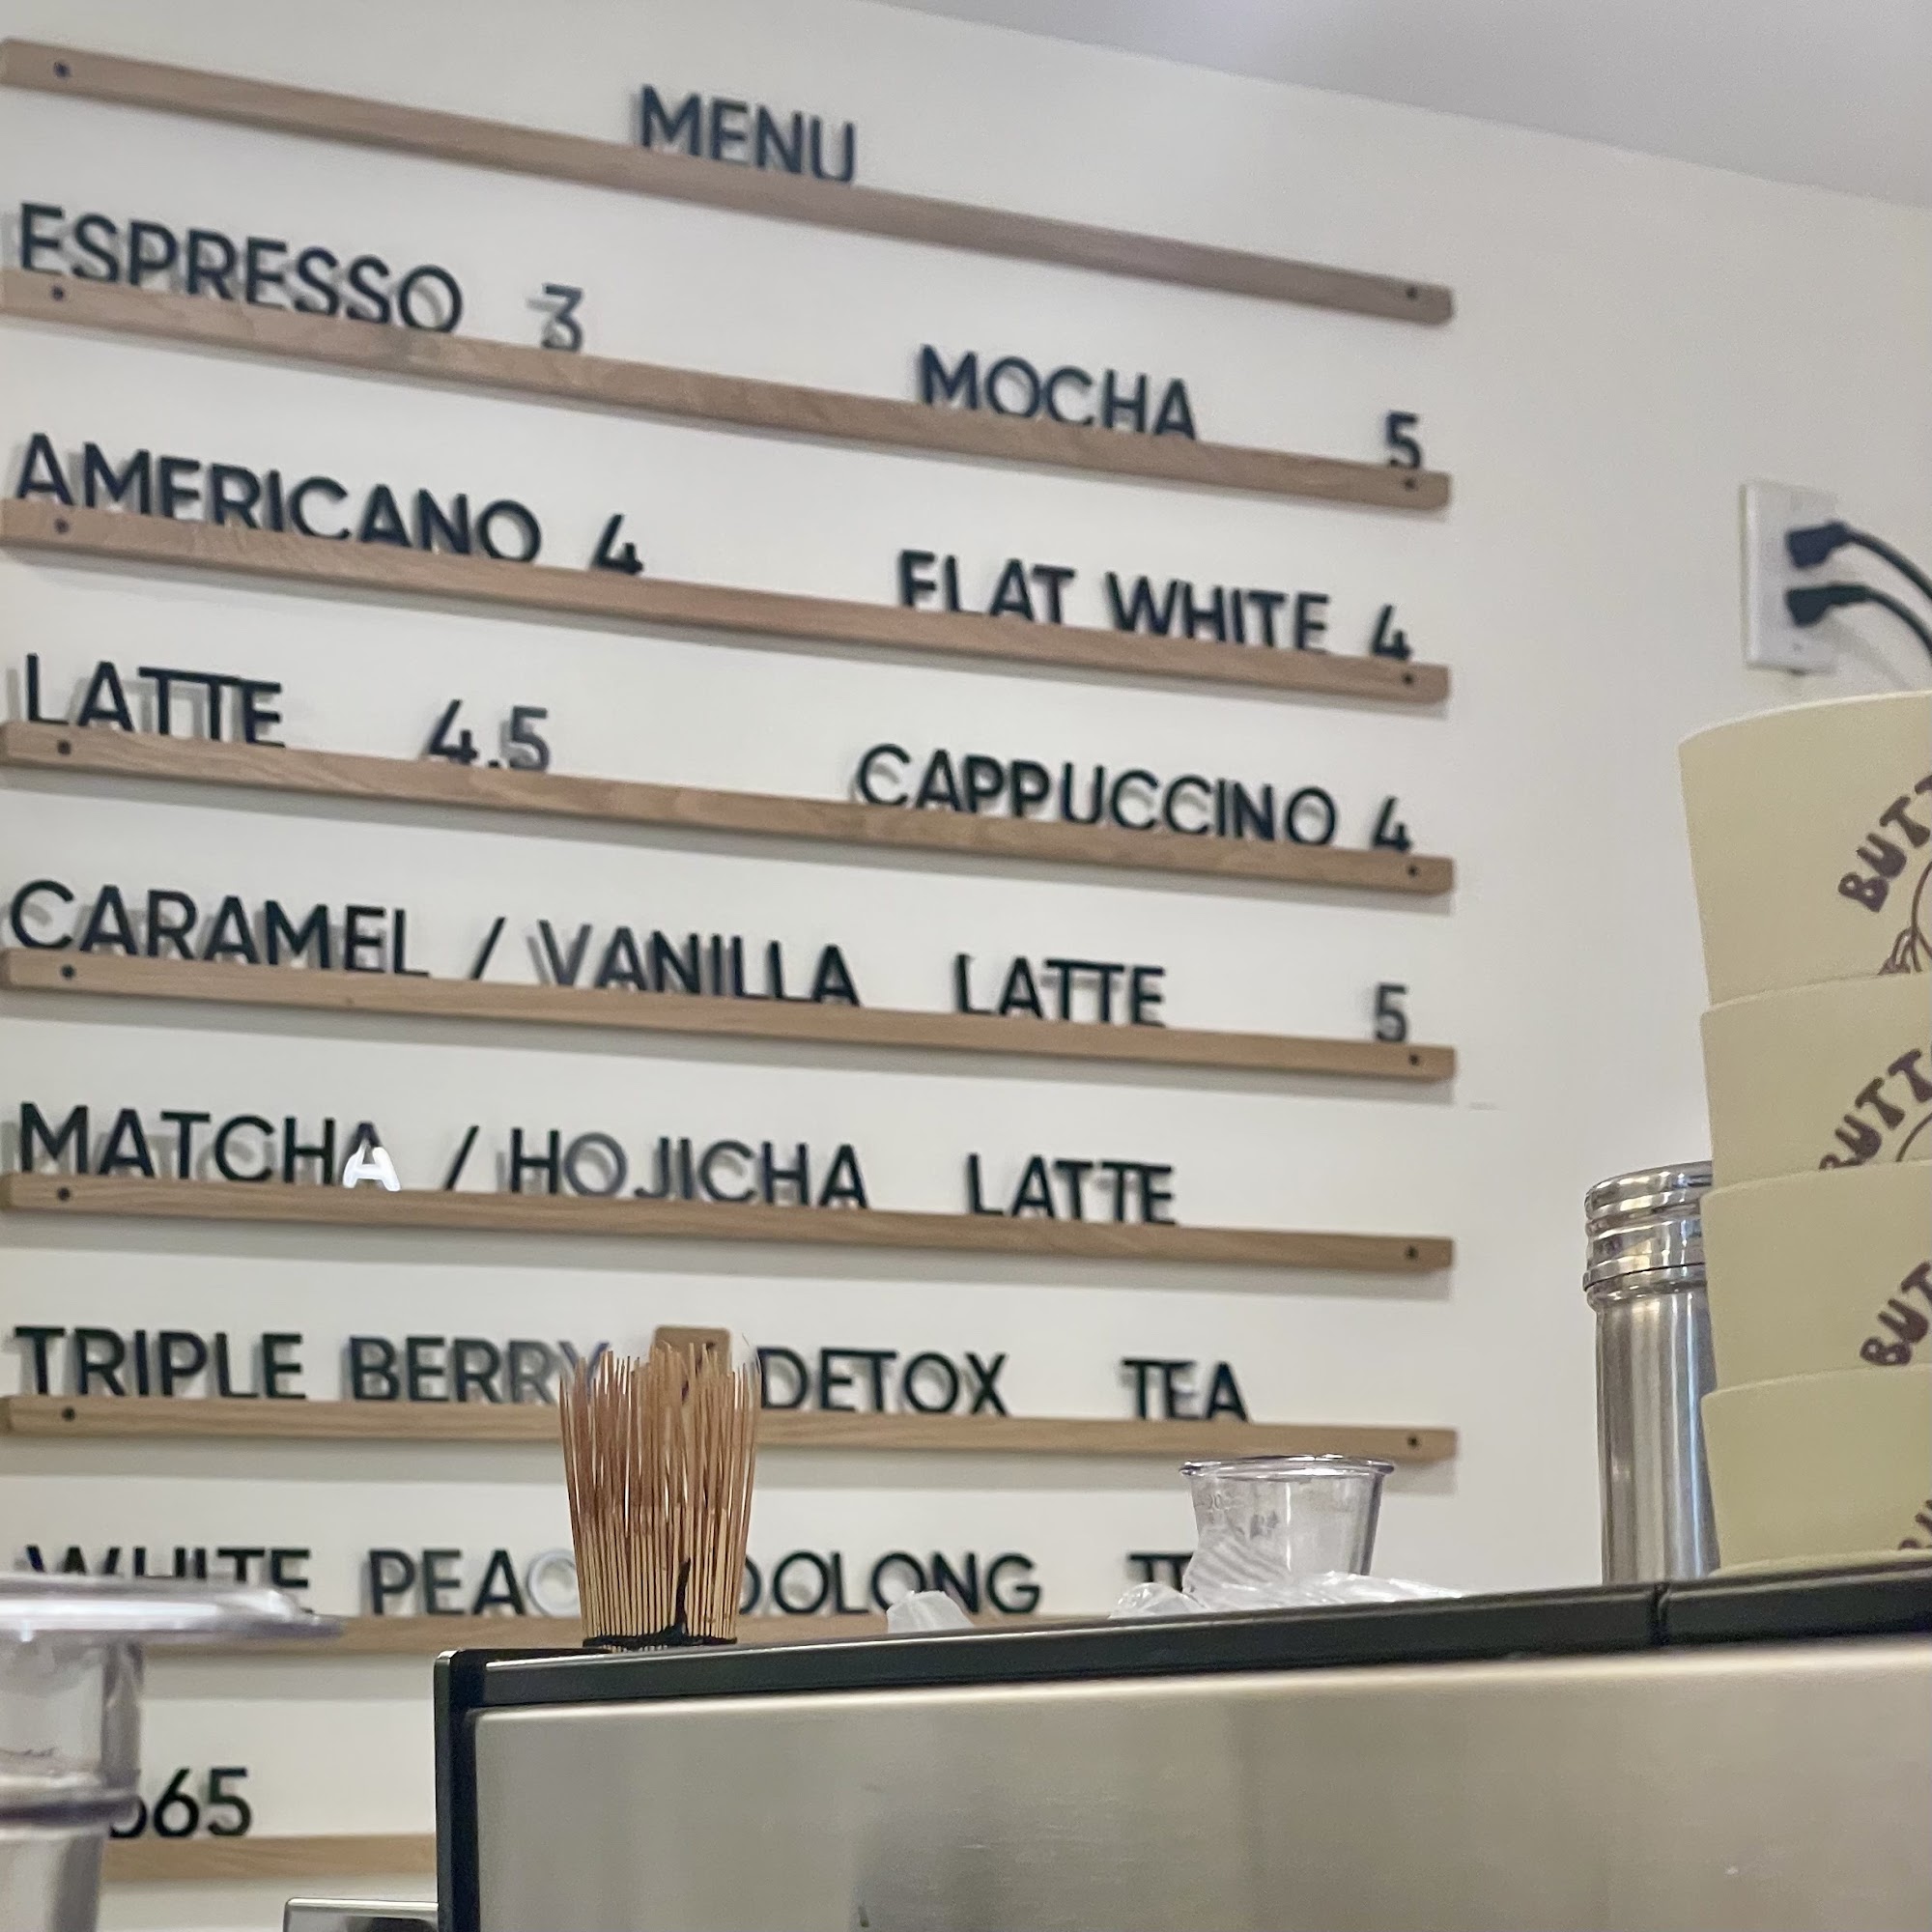 MENU
ESPRESSO 3
MOCHA 5
AMERICANO 4
FLAT WHITE 4
LATTE 4.5
CAPPUCCINO 4
CARAMEL / VANILLA LATTE 5
MATCHA / HOJICHA LATTE
TRIPLE BERRY DETOX TEA
WHITE OOLONG